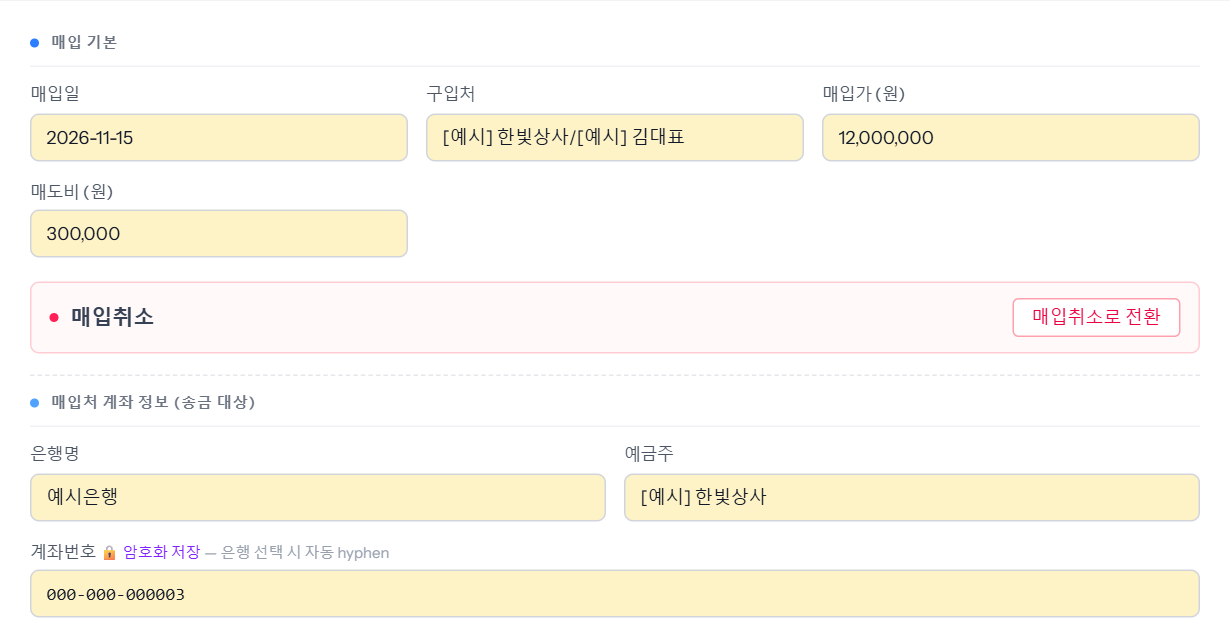 매입 기본
매입일 구입처 매입가 (원)
2026-11-15 [예시] 한빛상사/[예시] 김대표 12,000,000
매도비 (원)
300,000
매입취소 매입취소로 전환
매입처 계좌 정보 (송금 대상)
은행명 예금주
예시은행 [예시] 한빛상사
계좌번호 🔒 암호화 저장 — 은행 선택 시 자동 hyphen
000-000-000003